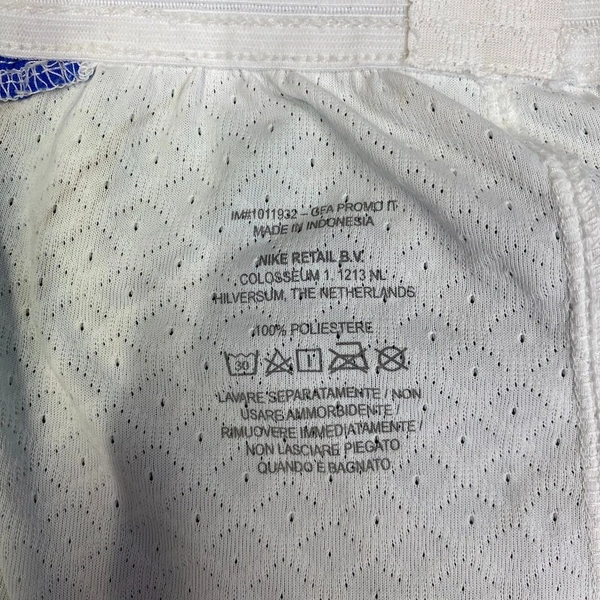 IM#1011932 – GFA PROMO IT
MADE IN INDONESIA
NIKE RETAIL B.V.
COLOSSEUM 1, 1213 NL
HILVERSUM, THE NETHERLANDS
100% POLIESTERE
30
LAVARE SEPARATAMENTE / NON
USARE AMMORBIDENTE /
RIMUOVERE IMMEDIATAMENTE /
NON LASCIARE PIEGATO
QUANDO È BAGNATO